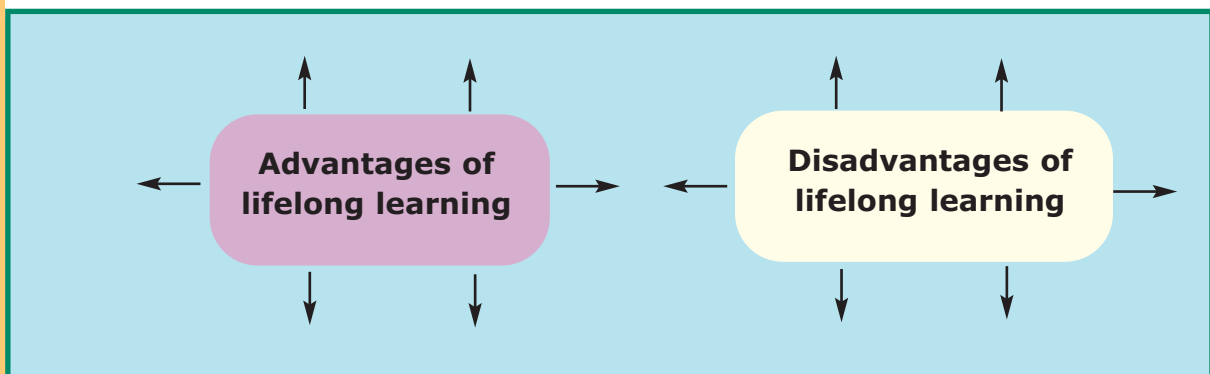 Advantages of
lifelong learning
Disadvantages of
lifelong learning